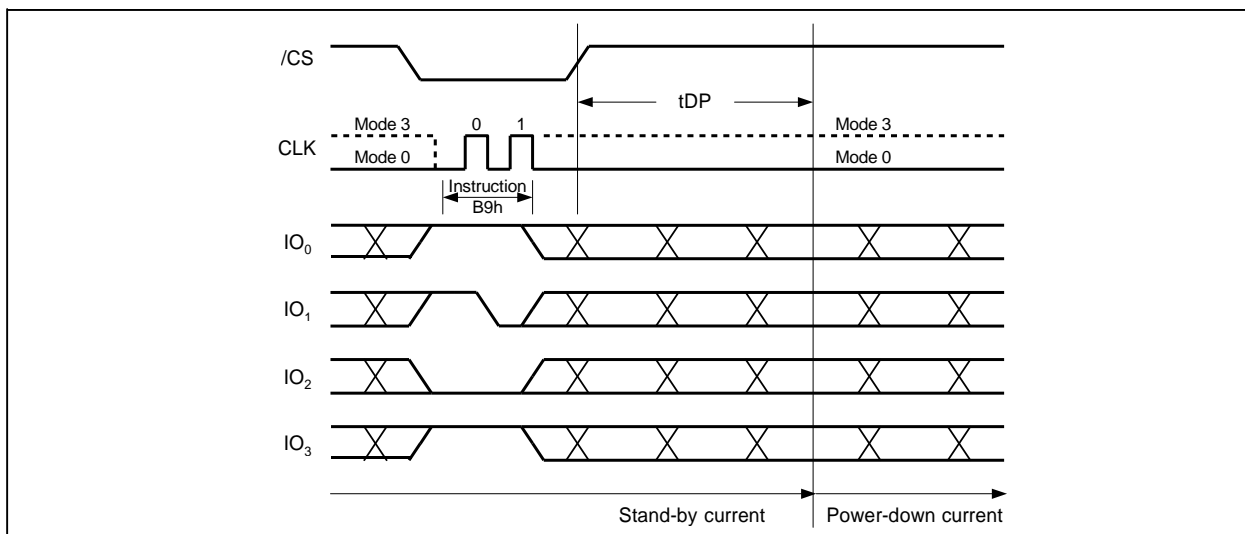 /CS
tDP
Mode 3 0 1 Mode 3
CLK
Mode 0 Mode 0
Instruction
B9h
IO0
IO1
IO2
IO3
Stand-by current Power-down current